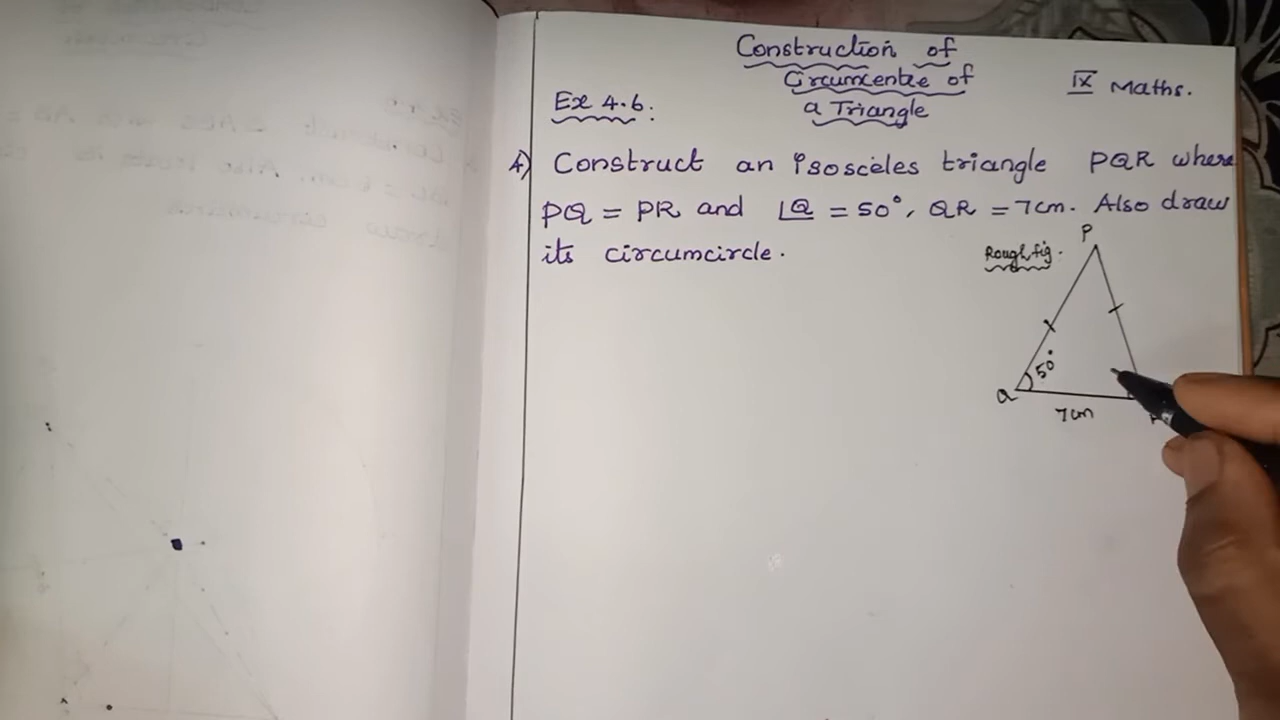 Construction of
Circumcentre of
a Triangle
IX Maths.
Ex 4.6.
4) Construct an isosceles triangle PQR where
PQ = PR and ∠Q = 50°, QR = 7cm. Also draw
its circumcircle.
Rough fig.
P
50°
Q
7cm